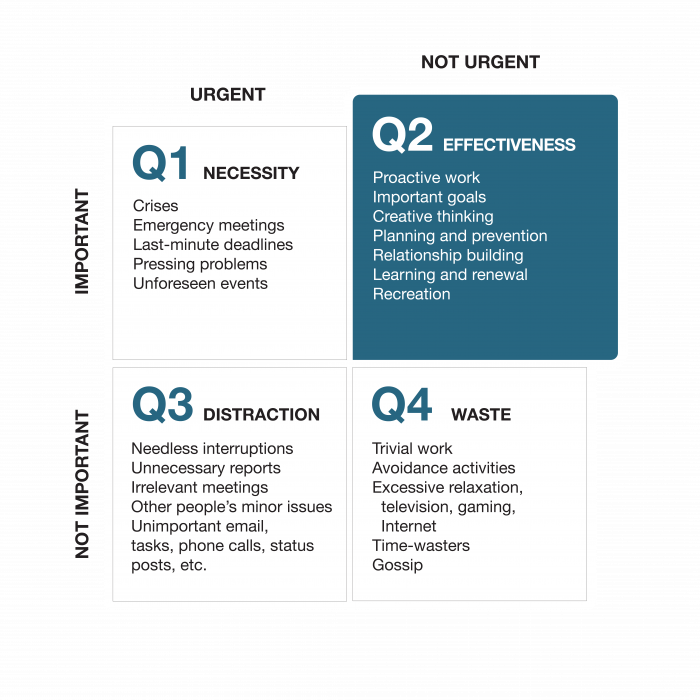 NOT URGENT
URGENT
IMPORTANT
Q1 NECESSITY
Crises
Emergency meetings
Last-minute deadlines
Pressing problems
Unforeseen events
Q2 EFFECTIVENESS
Proactive work
Important goals
Creative thinking
Planning and prevention
Relationship building
Learning and renewal
Recreation
NOT IMPORTANT
Q3 DISTRACTION
Needless interruptions
Unnecessary reports
Irrelevant meetings
Other people’s minor issues
Unimportant email,
tasks, phone calls, status
posts, etc.
Q4 WASTE
Trivial work
Avoidance activities
Excessive relaxation,
television, gaming,
Internet
Time-wasters
Gossip